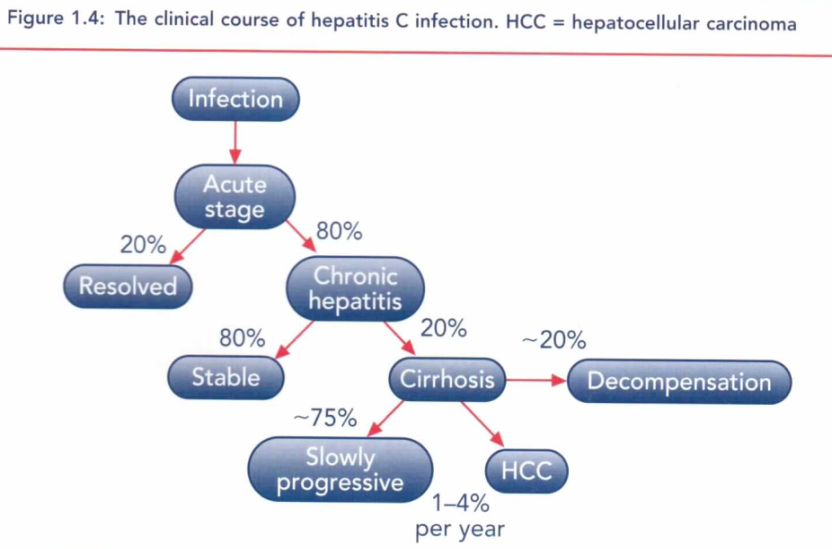 Figure 1.4: The clinical course of hepatitis C infection. HCC = hepatocellular carcinoma
Infection
Acute
stage
20%
80%
Resolved
Chronic
hepatitis
80%
20%
~20%
Stable
Cirrhosis
Decompensation
~75%
Slowly
progressive
HCC
1–4%
per year